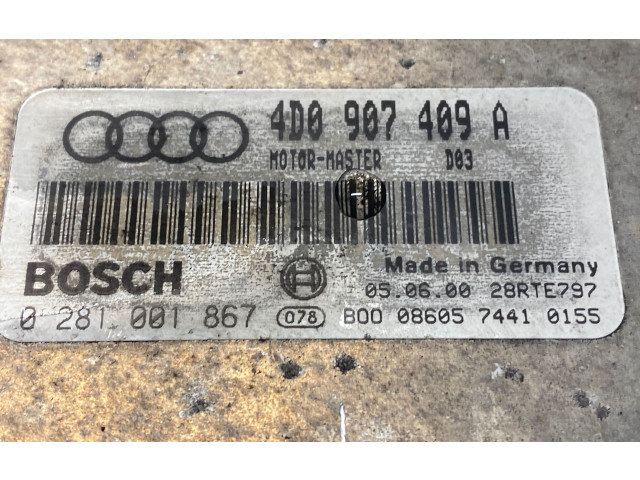 4D0 907 409 A
MOTOR-MASTER D03
H
BOSCH
Made in Germany
05.06.00 28RTE797
0 281 001 867 078 B00 08605 7441 0155